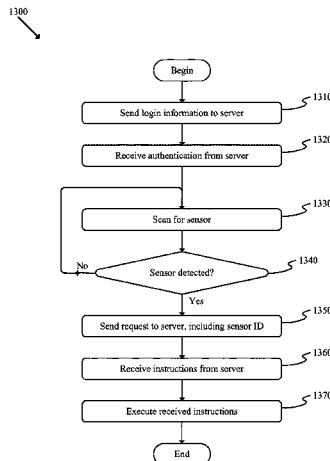 1300
Begin
Send login information to server
1310
Receive authentication from server
1320
Scan for sensor
1330
Sensor detected?
1340
No
Yes
Send request to server, including sensor ID
1350
Receive instructions from server
1360
Execute received instructions
1370
End